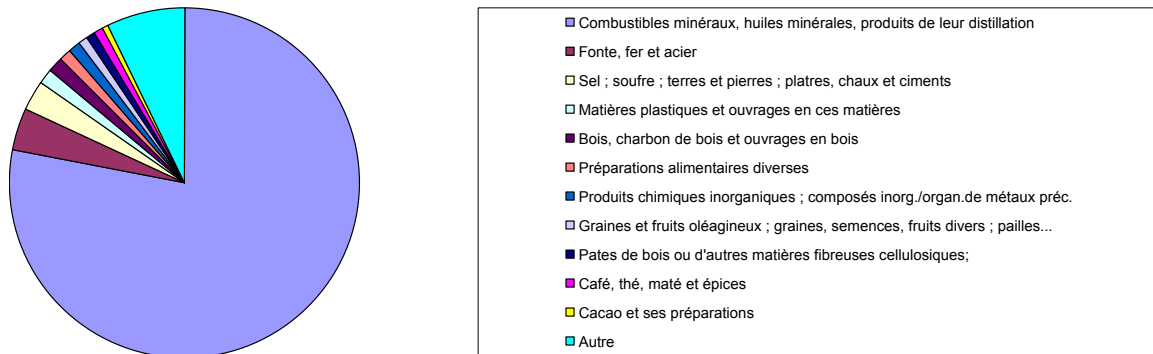 Combustibles minéraux, huiles minérales, produits de leur distillation
Fonte, fer et acier
Sel ; soufre ; terres et pierres ; platres, chaux et ciments
Matières plastiques et ouvrages en ces matières
Bois, charbon de bois et ouvrages en bois
Préparations alimentaires diverses
Produits chimiques inorganiques ; composés inorg./organ.de métaux préc.
Graines et fruits oléagineux ; graines, semences, fruits divers ; pailles...
Pates de bois ou d'autres matières fibreuses cellulosiques;
Café, thé, maté et épices
Cacao et ses préparations
Autre